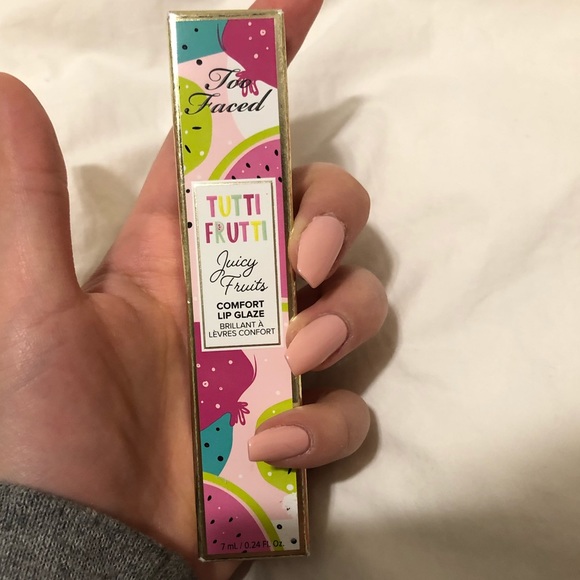 Too
Faced
TUTTI
FRUTTI
Juicy
Fruits
COMFORT
LIP GLAZE
BRILLANT À
LÈVRES CONFORT
7 mL / 0.24 FL Oz.